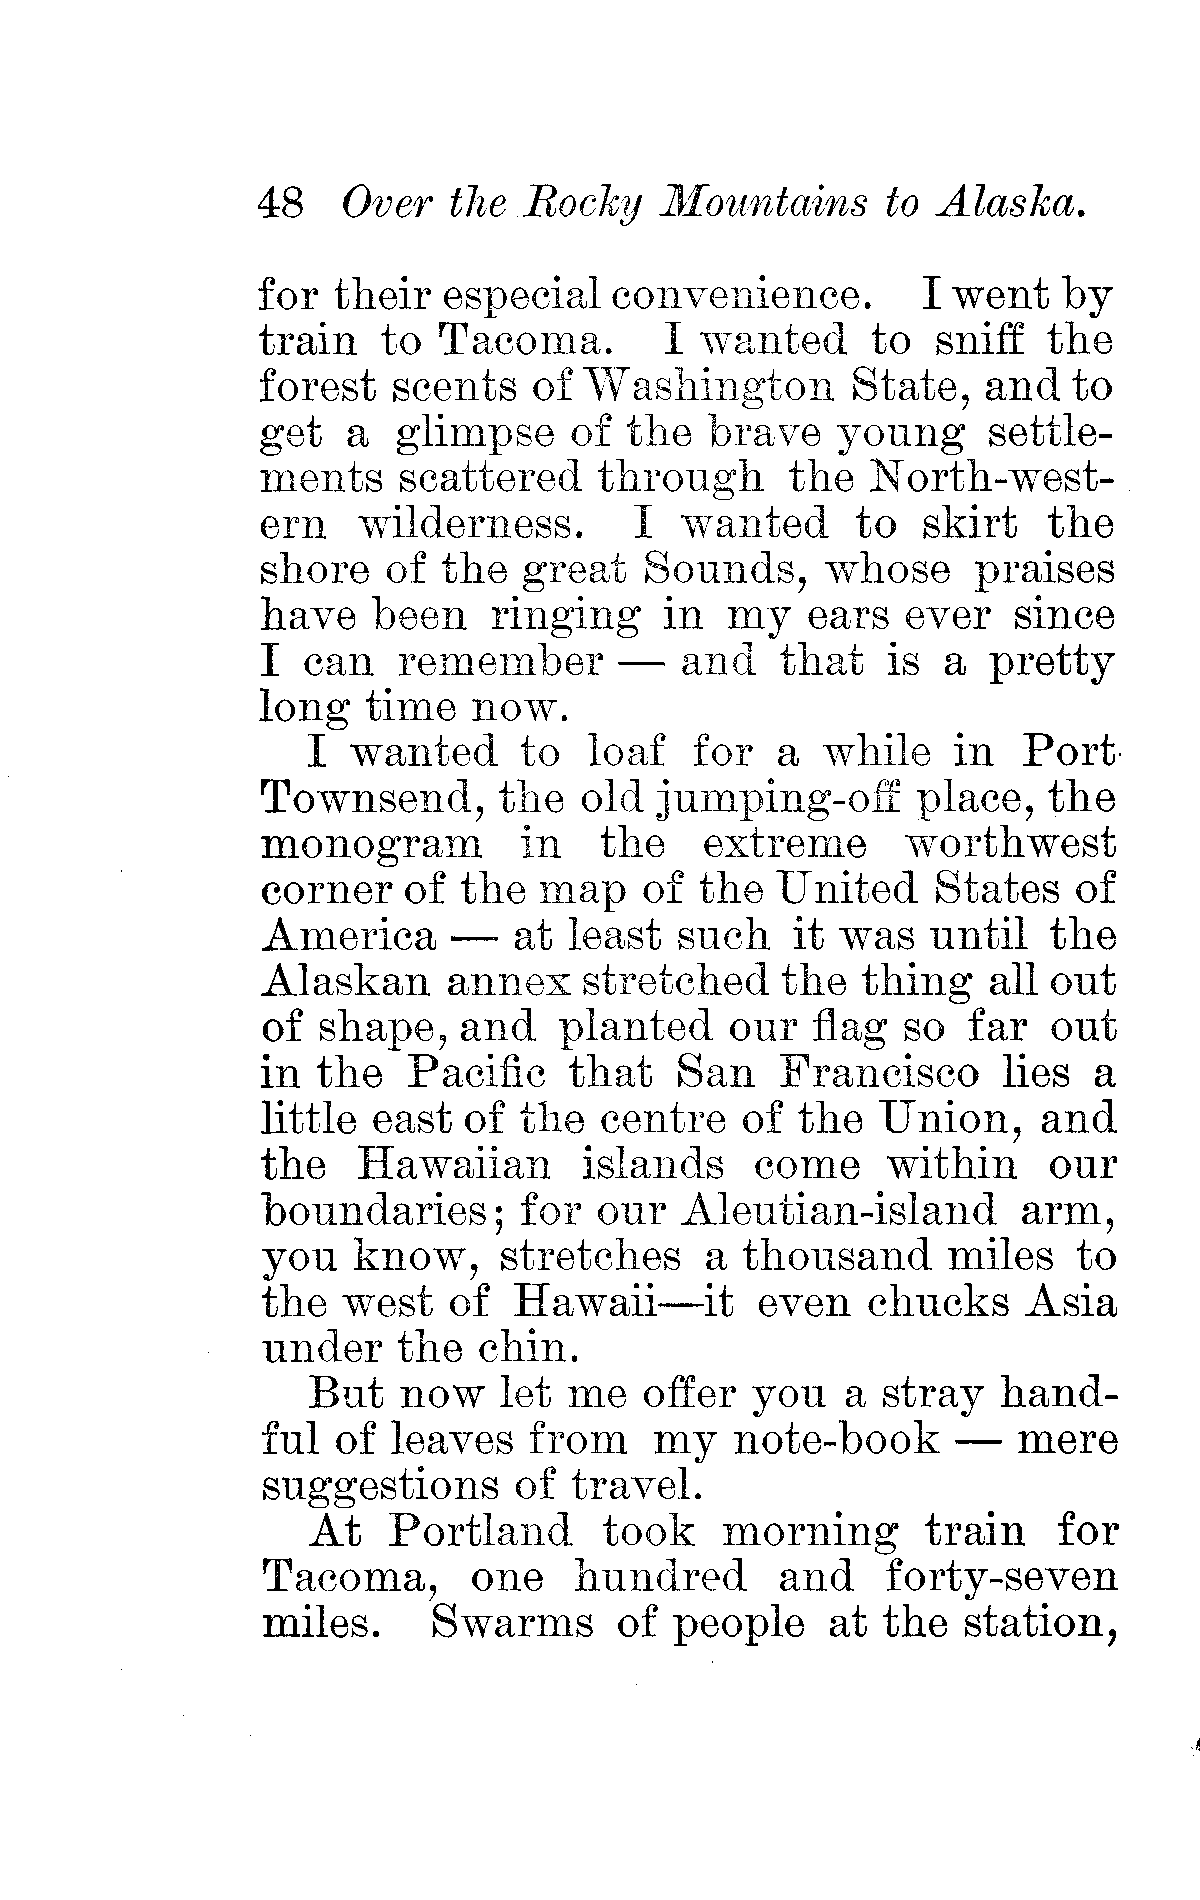 48 Over the Rocky Mountains to Alaska.
for their especial convenience. I went by
train to Tacoma. I wanted to sniff the
forest scents of Washington State, and to
get a glimpse of the brave young settle-
ments scattered through the North-west-
ern wilderness. I wanted to skirt the
shore of the great Sounds, whose praises
have been ringing in my ears ever since
I can remember — and that is a pretty
long time now.
I wanted to loaf for a while in Port
Townsend, the old jumping-off place, the
monogram in the extreme worthwest
corner of the map of the United States of
America — at least such it was until the
Alaskan annex stretched the thing all out
of shape, and planted our flag so far out
in the Pacific that San Francisco lies a
little east of the centre of the Union, and
the Hawaiian islands come within our
boundaries; for our Aleutian-island arm,
you know, stretches a thousand miles to
the west of Hawaii—it even chucks Asia
under the chin.
But now let me offer you a stray hand-
ful of leaves from my note-book — mere
suggestions of travel.
At Portland took morning train for
Tacoma, one hundred and forty-seven
miles. Swarms of people at the station,